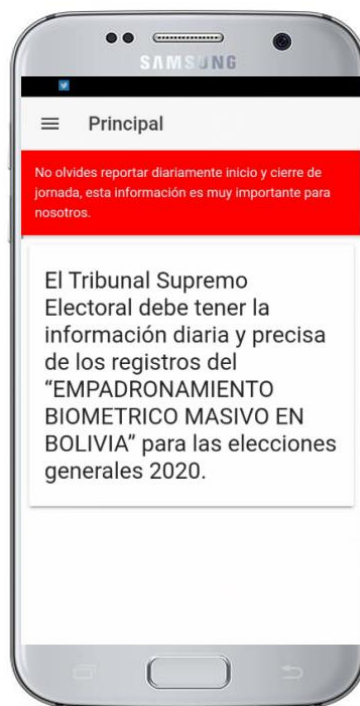 SAMSUNG
Principal
No olvides reportar diariamente inicio y cierre de
jornada, esta información es muy importante para
nosotros.
El Tribunal Supremo
Electoral debe tener la
información diaria y precisa
de los registros del
“EMPADRONAMIENTO
BIOMETRICO MASIVO EN
BOLIVIA” para las elecciones
generales 2020.